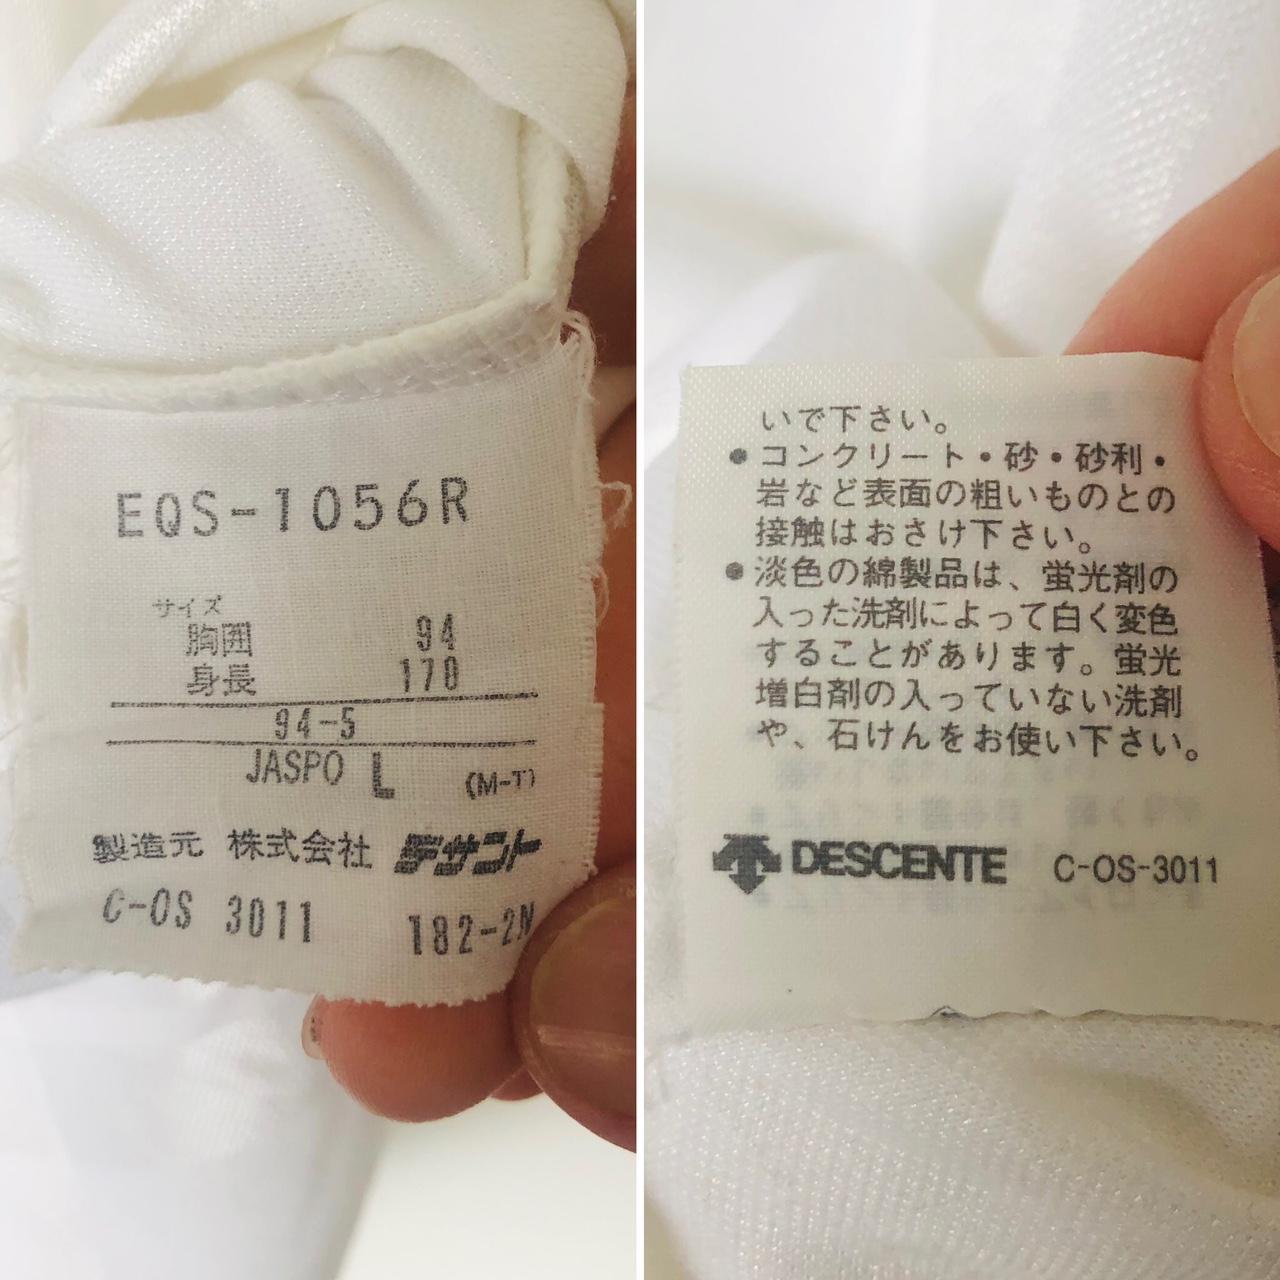 EQS-1056R
サイズ
胸囲 94
身長 170
94-5
JASPO L (M-T)
製造元 株式会社 デサント
C-OS 3011 182-2N
いで下さい。
●コンクリート・砂・砂利・
岩など表面の粗いものとの
接触はおさけ下さい。
●淡色の綿製品は、蛍光剤の
入った洗剤によって白く変色
することがあります。蛍光
増白剤の入っていない洗剤
や、石けんをお使い下さい。
DESCENTE C-OS-3011